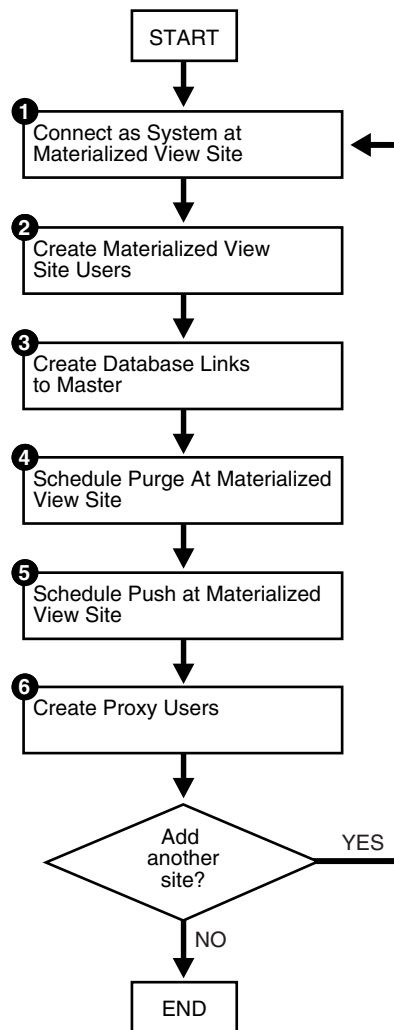 START
1
Connect as System at
Materialized View Site
2
Create Materialized View
Site Users
3
Create Database Links
to Master
4
Schedule Purge At Materialized
View Site
5
Schedule Push at Materialized
View Site
6
Create Proxy Users
Add
another
site?
YES
NO
END